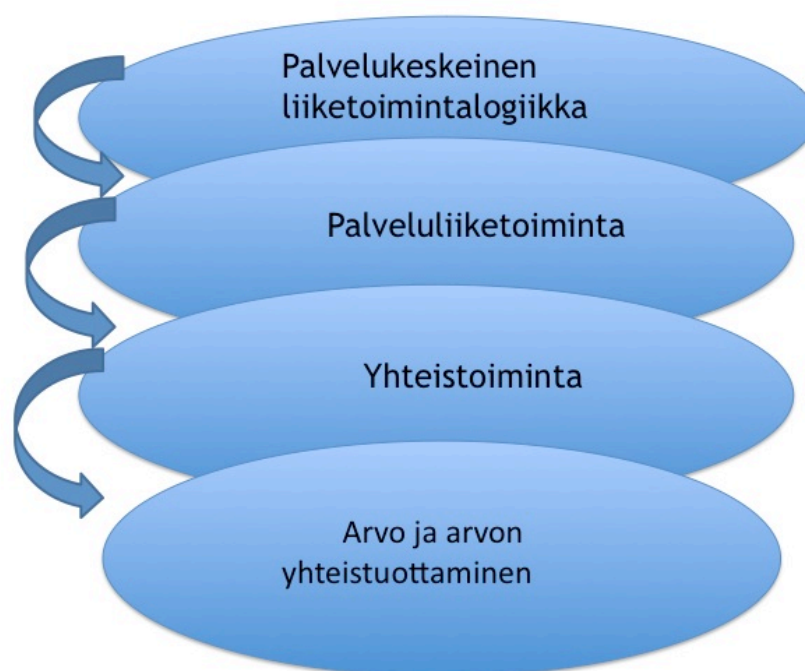 Palvelukeskeinen
liiketoimintalogiikka
Palveluliiketoiminta
Yhteistoiminta
Arvo ja arvon
yhteistuottaminen